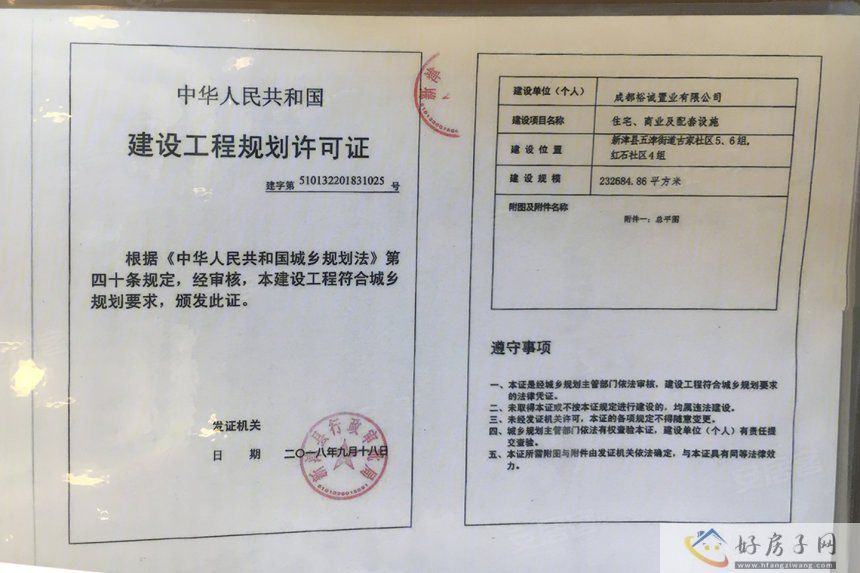 中华人民共和国
建设工程规划许可证
建字第 510132201831025 号
根据《中华人民共和国城乡规划法》第
四十条规定，经审核，本建设工程符合城乡
规划要求，颁发此证。
发证机关
日 期 二〇一八年九月十八日
新津县行政审批局
建设单位（个人） 成都裕诚置业有限公司
建设项目名称 住宅、商业及配套设施
建设位置 新津县五津街道古家社区5、6组，
红石社区4组
建设规模 232684.86 平方米
附图及附件名称
附件一：总平图
遵守事项
一、本证是经城乡规划主管部门依法审核，建设工程符合城乡规划要求
的法律凭证。
二、未取得本证或不按本证规定进行建设的，均属违法建设。
三、未经发证机关许可，本证的各项规定不得随意变更。
四、城乡规划主管部门依法有权查验本证，建设单位（个人）有责任提
交查验。
五、本证所需附图与附件由发证机关依法确定，与本证具有同等法律效
力。
好房子网
www.hfangziwang.com